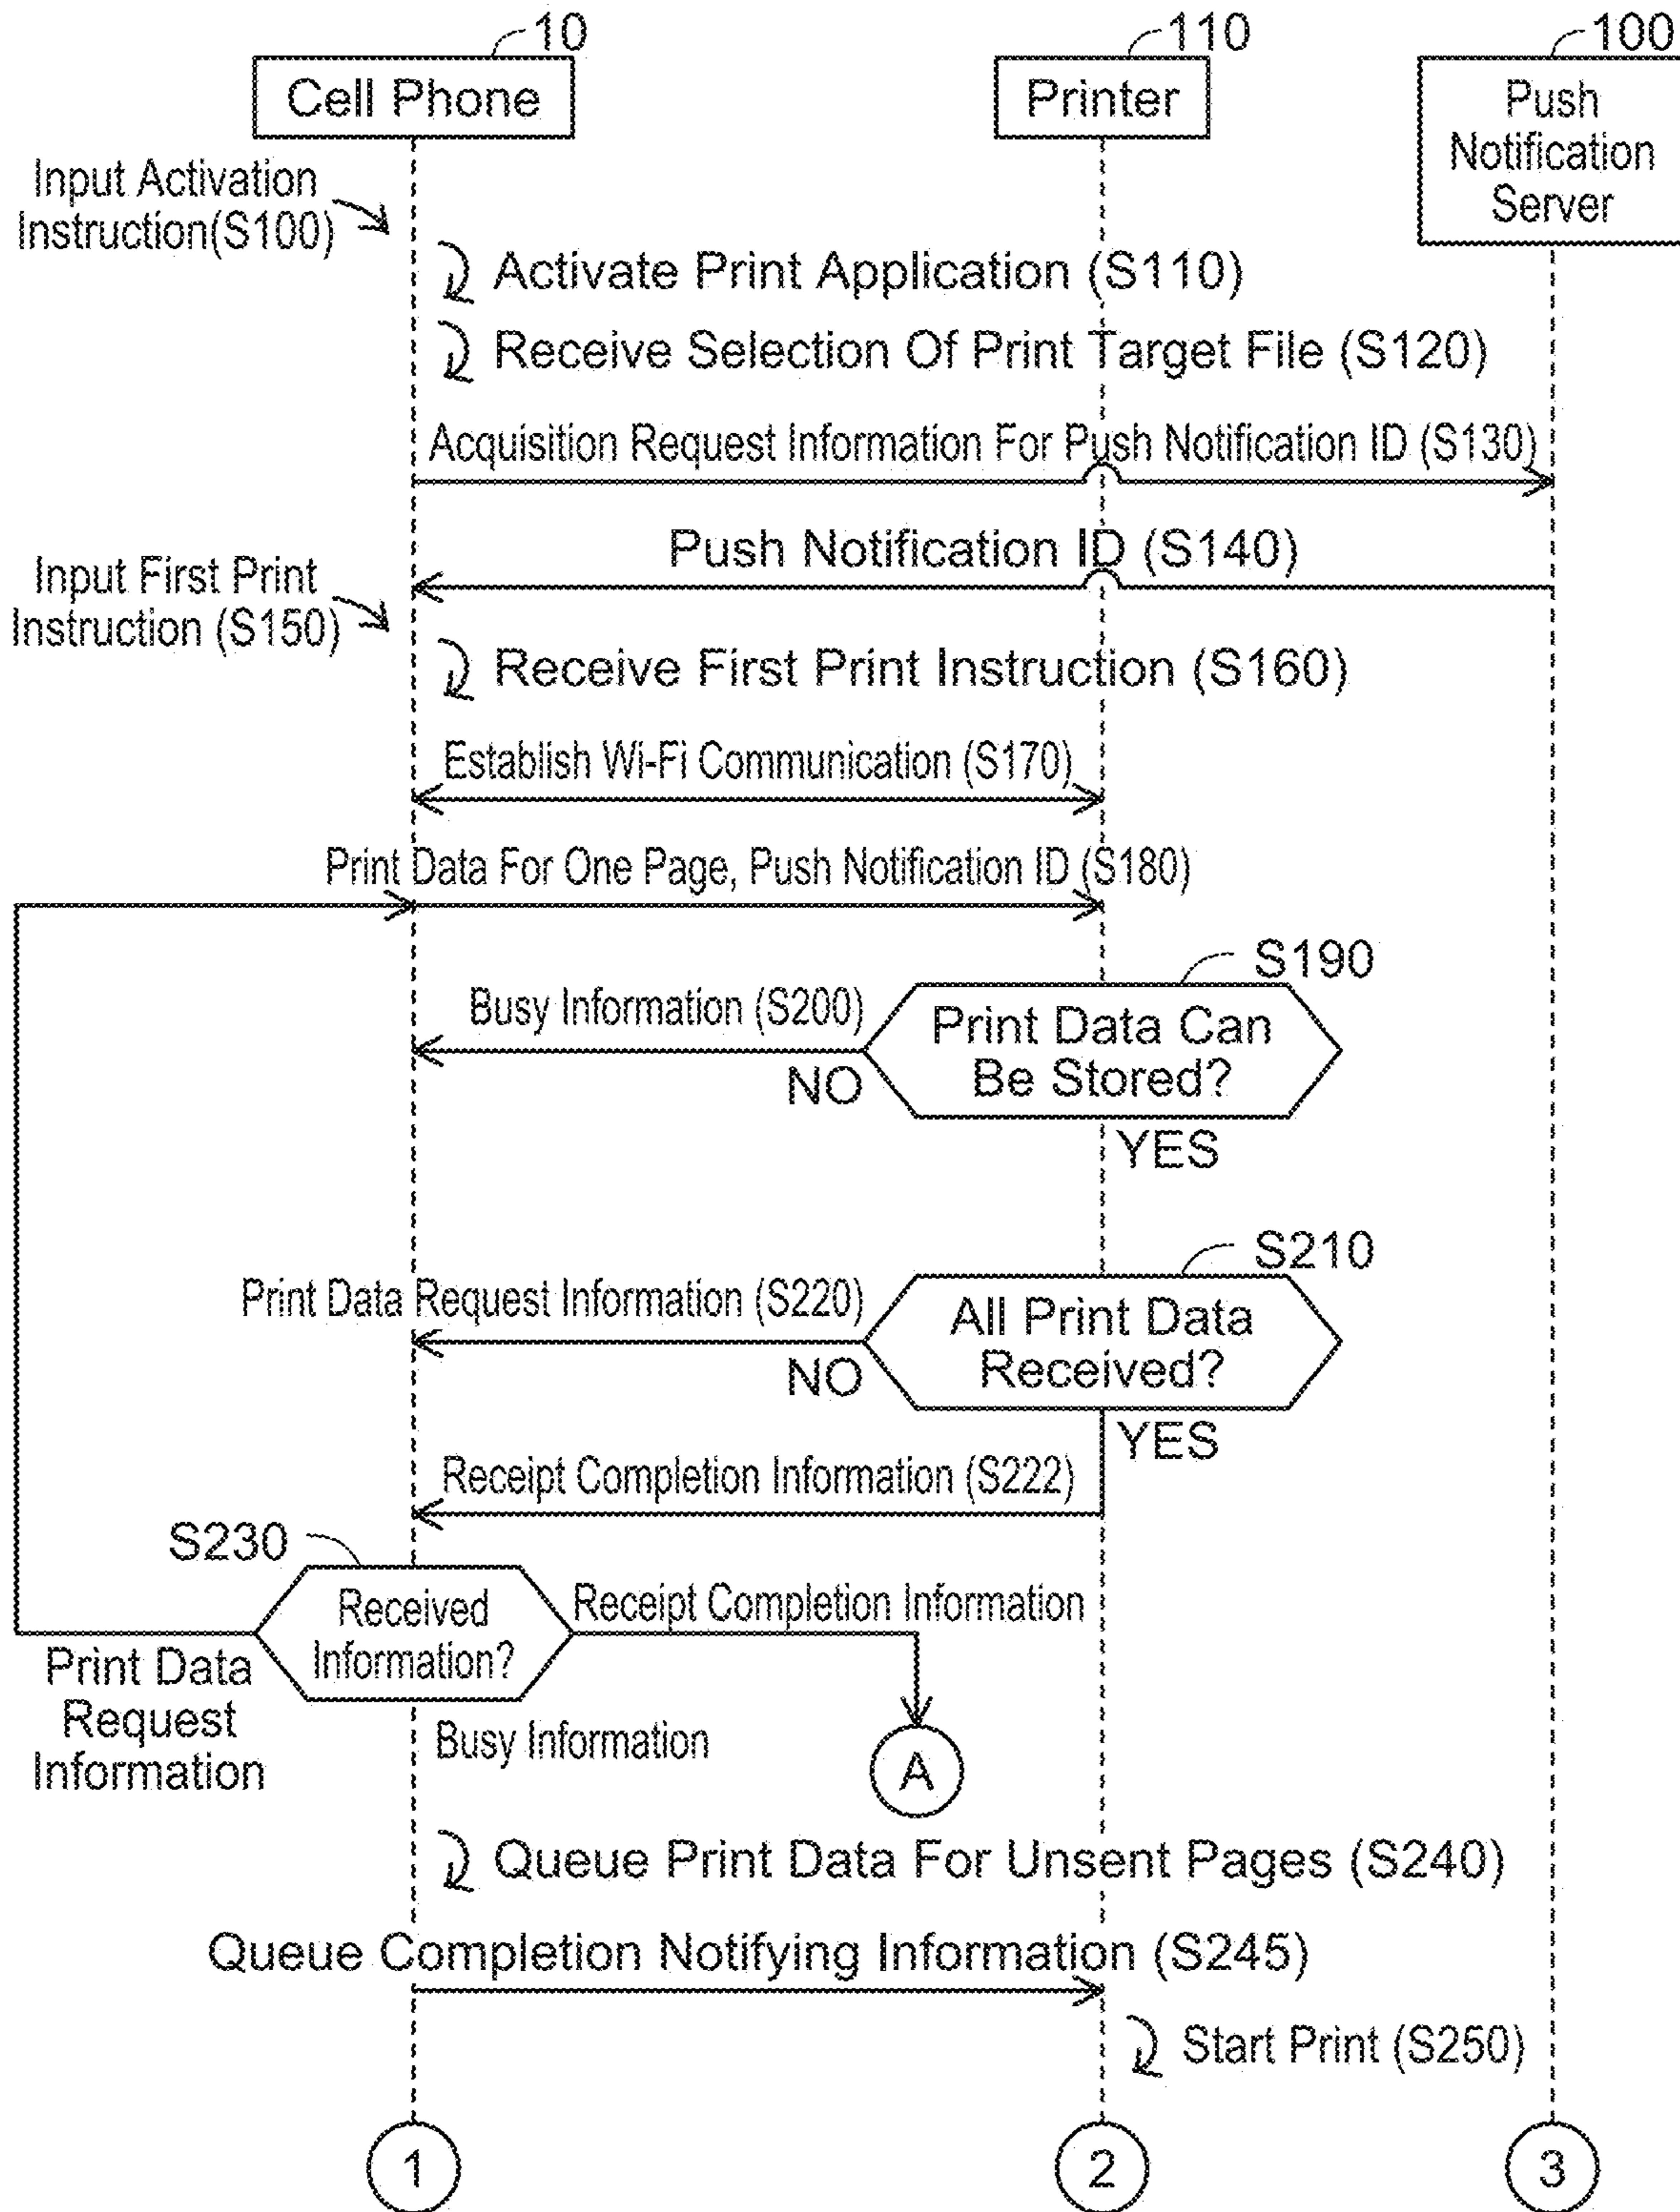 10
110
100
Cell Phone
Printer
Push
Notification
Server
Input Activation
Instruction(S100)
Activate Print Application (S110)
Receive Selection Of Print Target File (S120)
Acquisition Request Information For Push Notification ID (S130)
Push Notification ID (S140)
Input First Print
Instruction (S150)
Receive First Print Instruction (S160)
Establish Wi-Fi Communication (S170)
Print Data For One Page, Push Notification ID (S180)
S190
Busy Information (S200)
Print Data Can
Be Stored?
NO
YES
S210
Print Data Request Information (S220)
All Print Data
Received?
NO
YES
Receipt Completion Information (S222)
S230
Received
Information?
Receipt Completion Information
Print Data
Request
Information
Busy Information
A
Queue Print Data For Unsent Pages (S240)
Queue Completion Notifying Information (S245)
Start Print (S250)
1
2
3